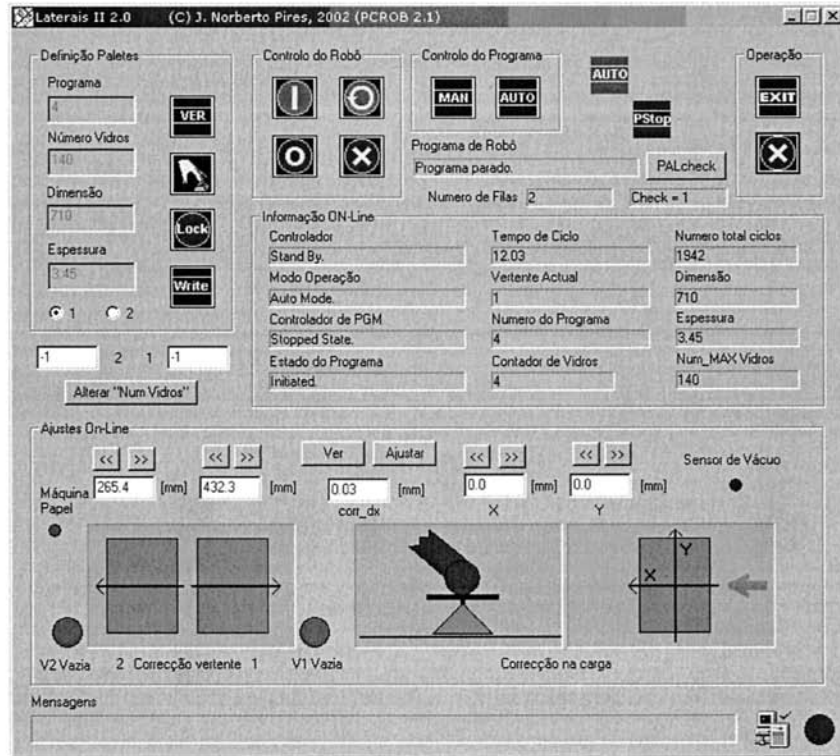 Laterais II 2.0 (C) J. Norberto Pires, 2002 (PCROB 2.1)
Definição Paletes
Programa
4
Número Vidros
140
Dimensão
710
Espessura
3.45
1 2
VER
Lock
Write
-1 2 1 -1
Alterar "Num Vidros"
Controlo do Robô
Controlo do Programa
MAN AUTO
AUTO
PStop
Operação
EXIT
Programa de Robô
Programa parado.
PALcheck
Numero de Filas 2
Check = 1
Informação ON-Line
Controlador
Stand By.
Modo Operação
Auto Mode.
Controlador de PGM
Stopped State.
Estado do Programa
Initiated.
Tempo de Ciclo
12.03
Vertente Actual
1
Numero do Programa
4
Contador de Vidros
4
Numero total ciclos
1942
Dimensão
710
Espessura
3.45
Num_MAX Vidros
140
Ajustes On-Line
<< >> << >> Ver Ajustar << >> << >>
Sensor de Vácuo
Máquina Papel
265.4 [mm] 432.3 [mm] 0.03 [mm] 0.0 [mm] 0.0 [mm]
corr_dx X Y
Y
X
V2 Vazia 2 Correcção vertente 1 V1 Vazia
Correcção na carga
Mensagens